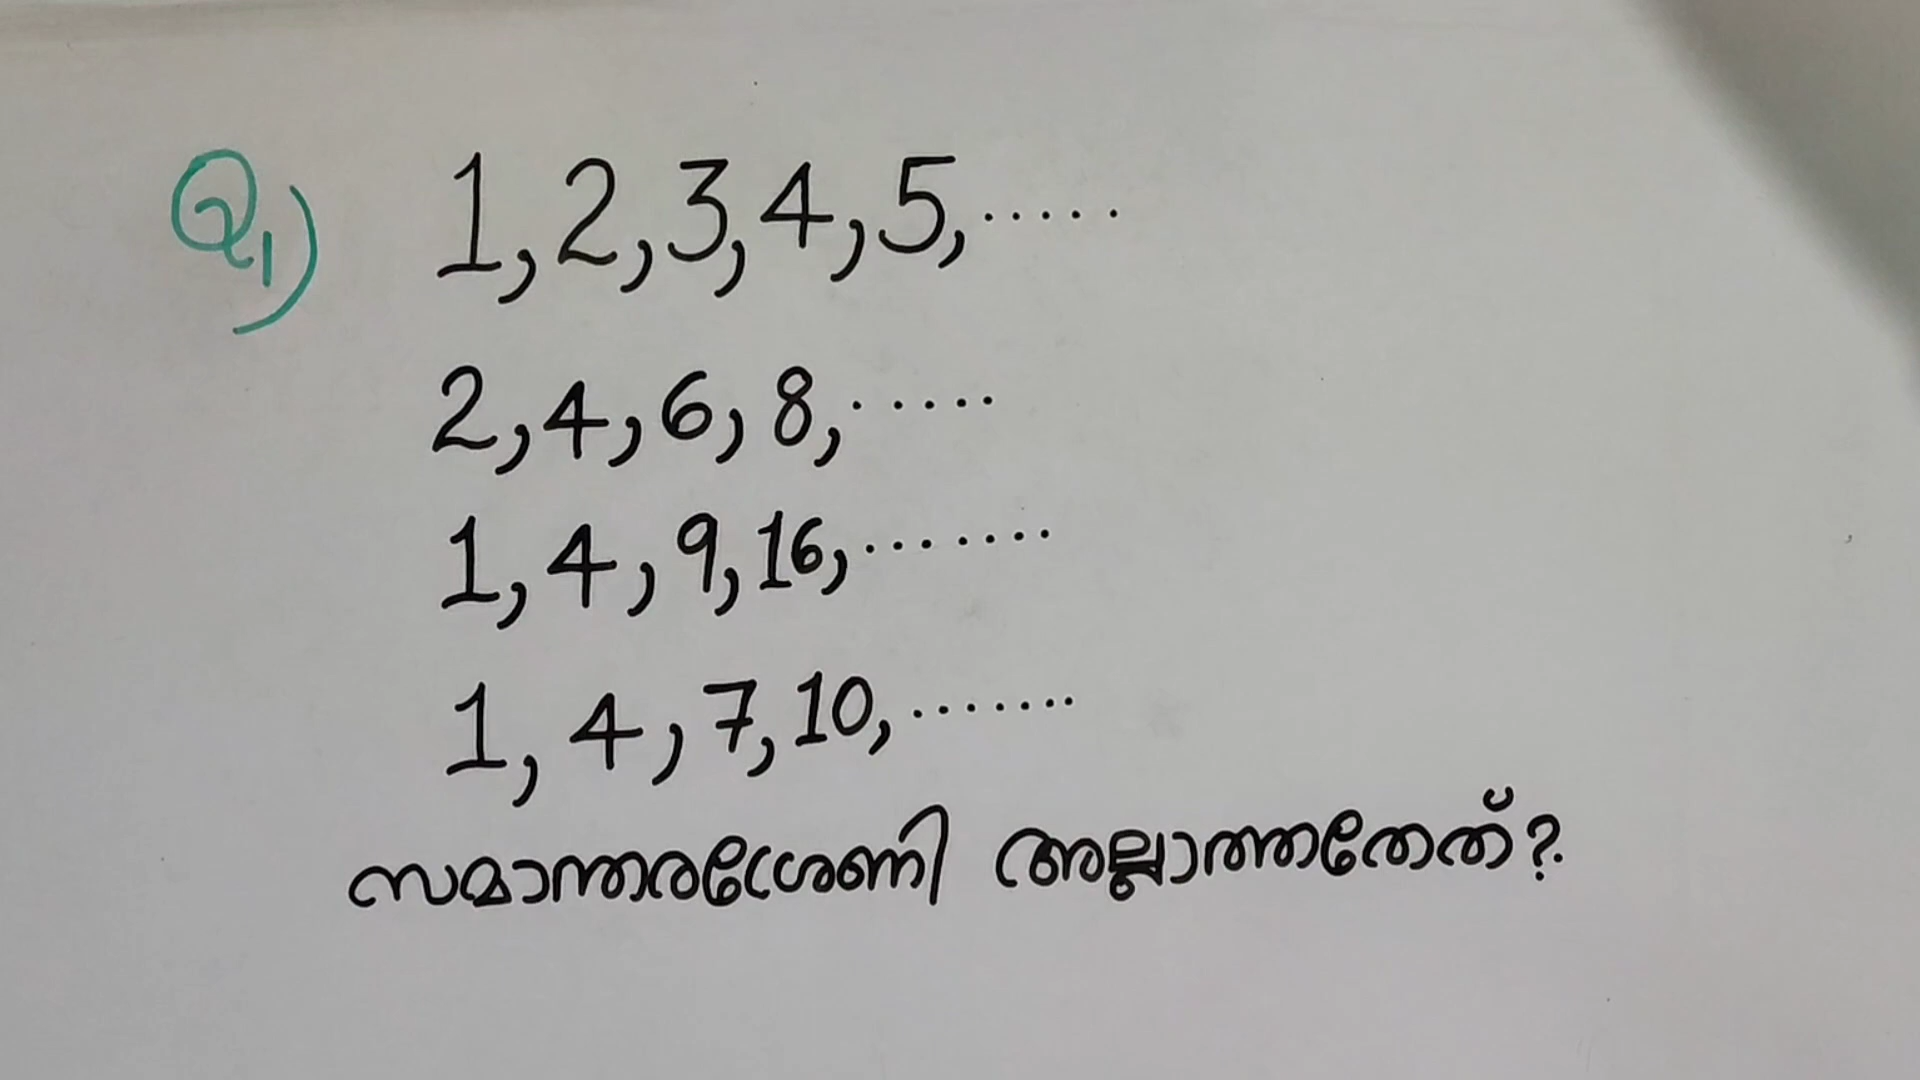 Q1) 1, 2, 3, 4, 5, .....
2, 4, 6, 8, .....
1, 4, 9, 16, .......
1, 4, 7, 10, .......
സമാന്തരശ്രേണി അല്ലാത്തതേത്?